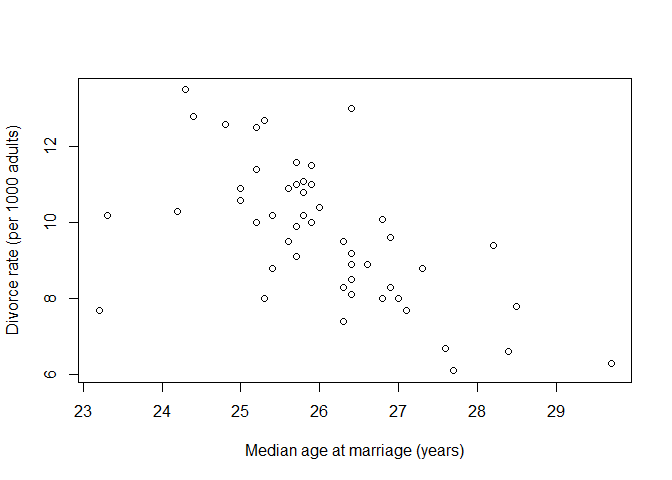 Divorce rate (per 1000 adults)
12
10
8
6
23 24 25 26 27 28 29
Median age at marriage (years)